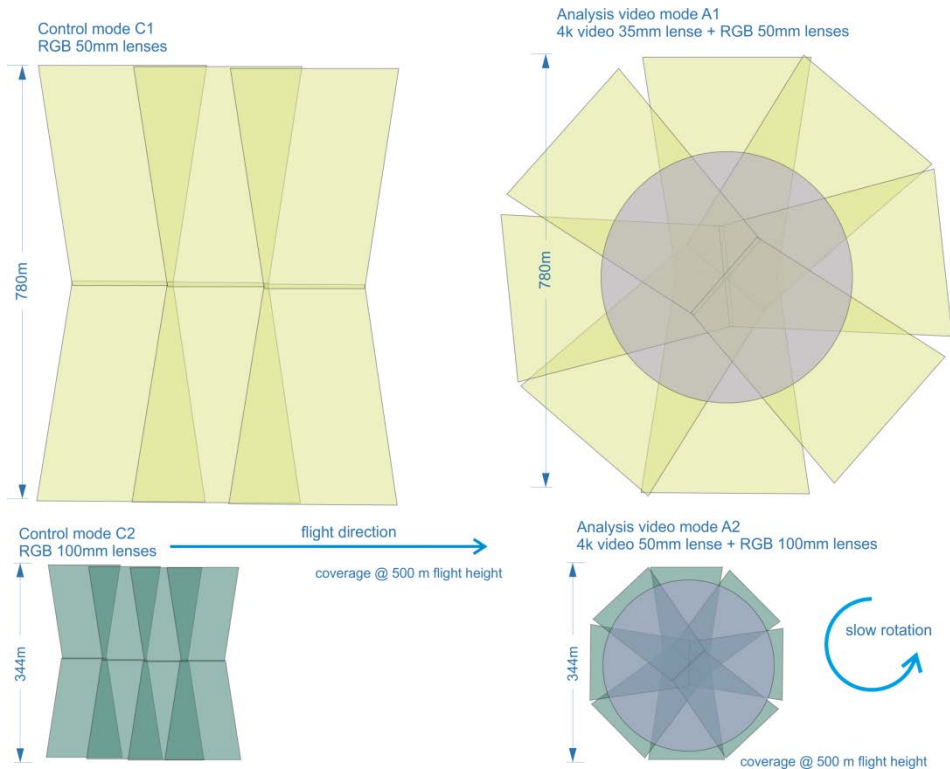 Control mode C1
RGB 50mm lenses
780m
Analysis video mode A1
4k video 35mm lense + RGB 50mm lenses
780m
Control mode C2
RGB 100mm lenses
flight direction
coverage @ 500 m flight height
344m
Analysis video mode A2
4k video 50mm lense + RGB 100mm lenses
344m
slow rotation
coverage @ 500 m flight height